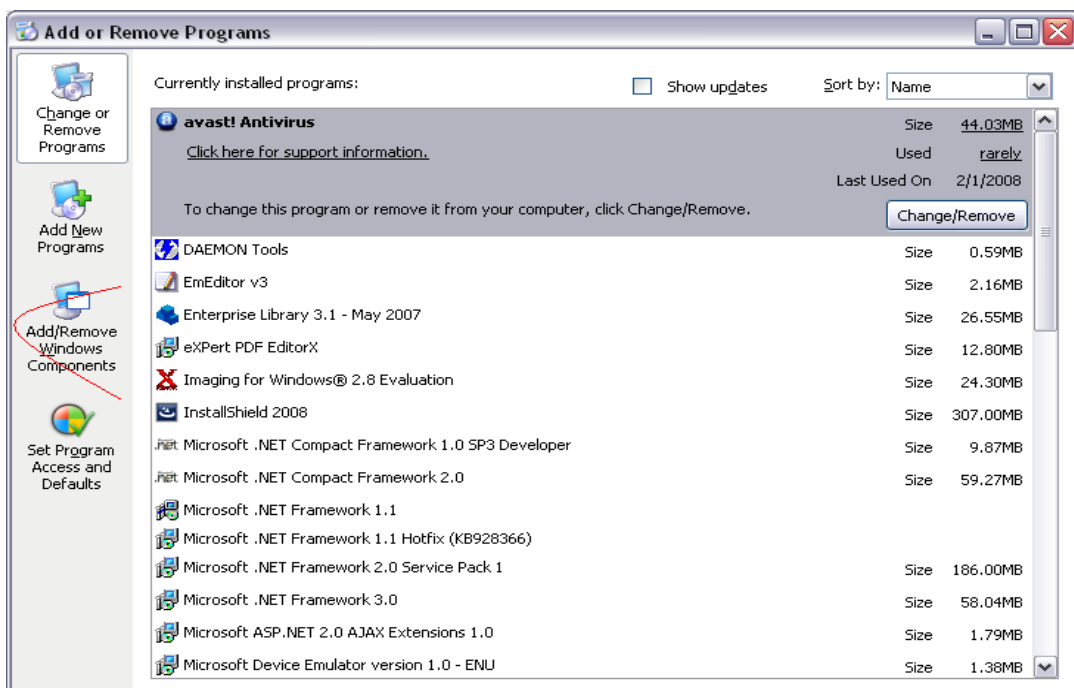 Add or Remove Programs
Change or
Remove
Programs
Add New
Programs
Add/Remove
Windows
Components
Set Program
Access and
Defaults
Currently installed programs: Show updates Sort by: Name
avast! Antivirus Size 44.03MB
Click here for support information. Used rarely
Last Used On 2/1/2008
To change this program or remove it from your computer, click Change/Remove. Change/Remove
DAEMON Tools Size 0.59MB
EmEditor v3 Size 2.16MB
Enterprise Library 3.1 - May 2007 Size 26.55MB
eXPert PDF EditorX Size 12.80MB
Imaging for Windows® 2.8 Evaluation Size 24.30MB
InstallShield 2008 Size 307.00MB
.net Microsoft .NET Compact Framework 1.0 SP3 Developer Size 9.87MB
.net Microsoft .NET Compact Framework 2.0 Size 59.27MB
Microsoft .NET Framework 1.1
Microsoft .NET Framework 1.1 Hotfix (KB928366)
Microsoft .NET Framework 2.0 Service Pack 1 Size 186.00MB
Microsoft .NET Framework 3.0 Size 58.04MB
Microsoft ASP.NET 2.0 AJAX Extensions 1.0 Size 1.79MB
Microsoft Device Emulator version 1.0 - ENU Size 1.38MB